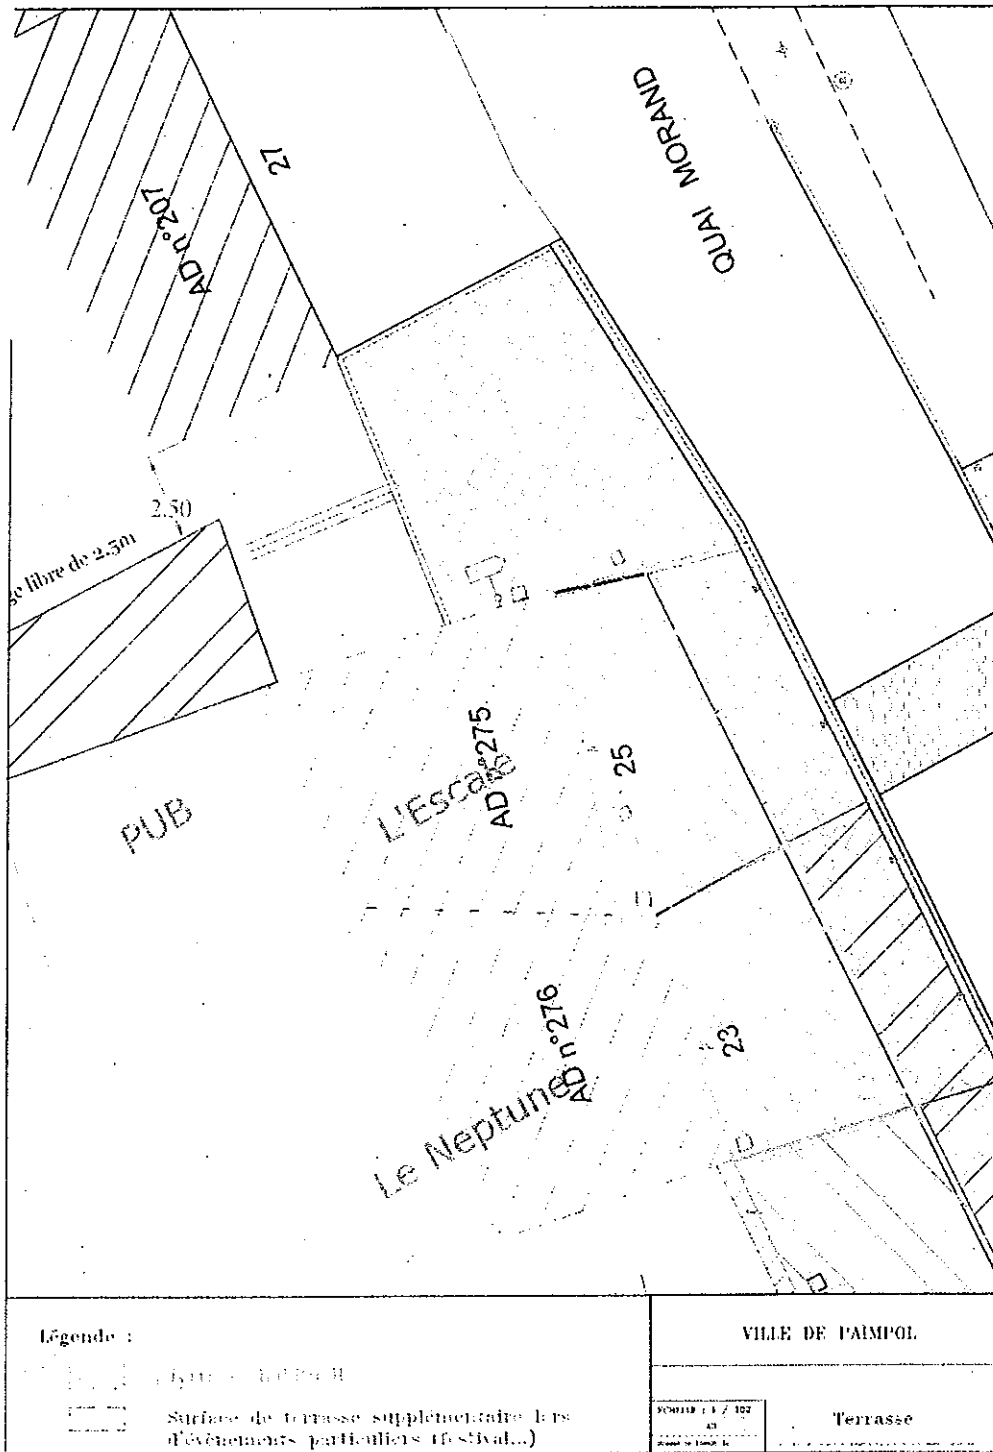 27
AD n°207
QUAI MORAND
2.50
ge libre de 2.5m
PUB
L'Escale
AD n°275
25
Le Neptune
AD n°276
23
Légende :
Surface de terrasse supplémentaire lors
d'événements particuliers (festival...)
VILLE DE PAIMPOL
Terrasse